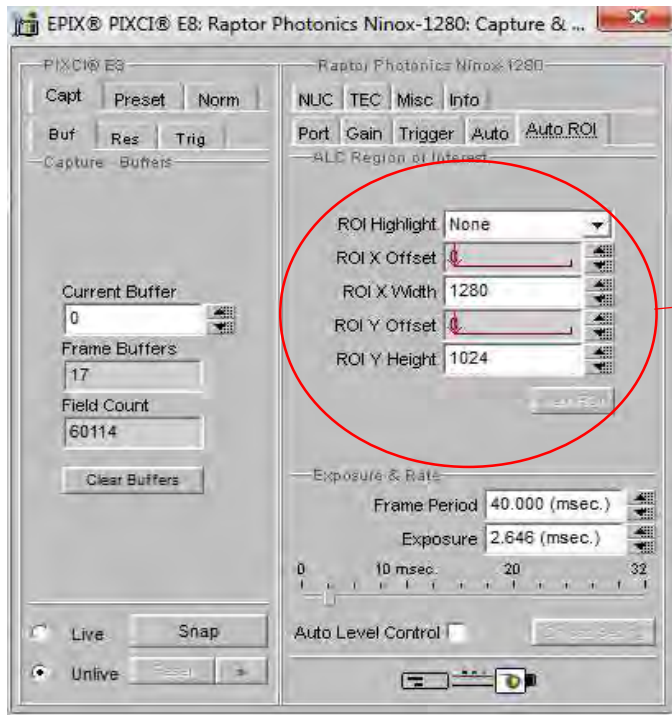 EPIX® PIXCI® E8: Raptor Photonics Ninox-1280: Capture & ...
PIXCI® E8
Capt Preset Norm
Buf Res Trig
Capture Buffers
Current Buffer
0
Frame Buffers
17
Field Count
60114
Clear Buffers
Live Snap
Unlive
Raptor Photonics Ninox-1280
NUC TEC Misc Info
Port Gain Trigger Auto Auto ROI
ALC Region of Interest
ROI Highlight None
ROI X Offset 0
ROI X Width 1280
ROI Y Offset 0
ROI Y Height 1024
Exposure & Rate
Frame Period 40.000 (msec.)
Exposure 2.646 (msec.)
0 10 msec. 20 32
Auto Level Control